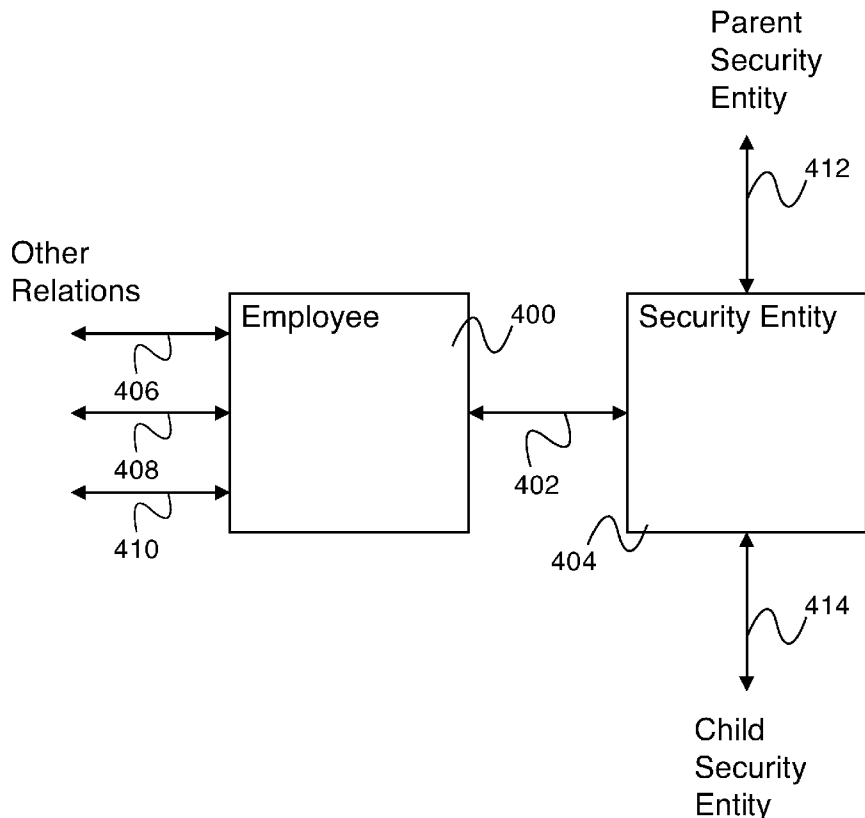 Parent
Security
Entity
412
Other
Relations
Employee
400
Security Entity
406
408
402
410
404
414
Child
Security
Entity